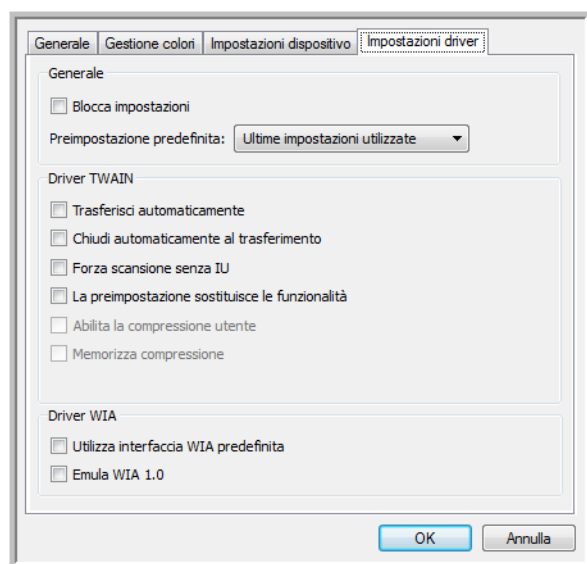 Generale Gestione colori Impostazioni dispositivo Impostazioni driver
Generale
Blocca impostazioni
Preimpostazione predefinita: Ultime impostazioni utilizzate
Driver TWAIN
Trasferisci automaticamente
Chiudi automaticamente al trasferimento
Forza scansione senza IU
La preimpostazione sostituisce le funzionalità
Abilita la compressione utente
Memorizza compressione
Driver WIA
Utilizza interfaccia WIA predefinita
Emula WIA 1.0
OK Annulla